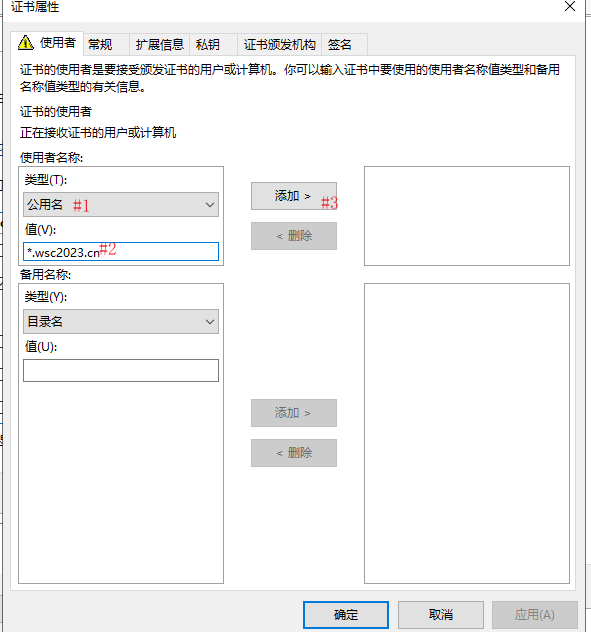 证书属性
使用者 常规 扩展信息 私钥 证书颁发机构 签名
证书的使用者是要接受颁发证书的用户或计算机。你可以输入证书中要使用的使用者名称值类型和备用
名称值类型的有关信息。
证书的使用者
正在接收证书的用户或计算机
使用者名称:
类型(T):
公用名 #1
添加 > #3
值(V):
< 删除
*.wsc2023.cn #2
备用名称:
类型(Y):
目录名
值(U):
添加 >
< 删除
确定 取消 应用(A)